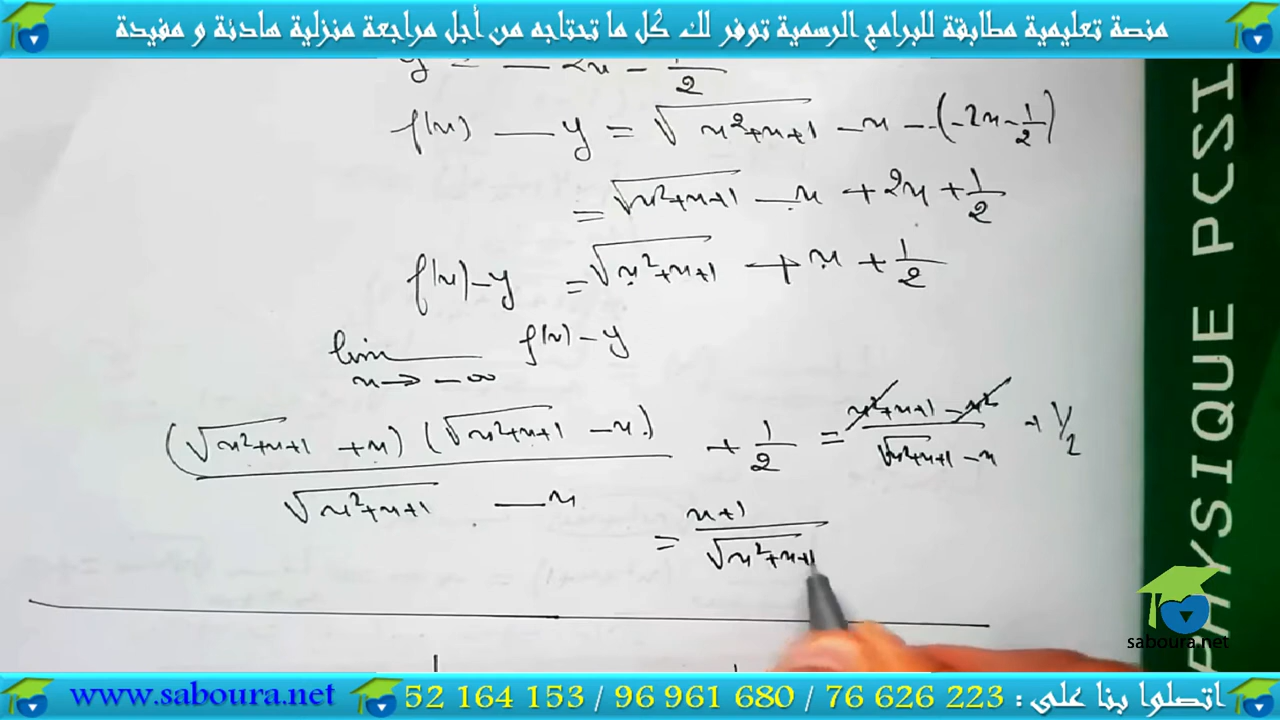 منصة تعليمية مطابقة للبرامج الرسمية توفر لك كل ما تحتاجه من أجل مراجعة منزلية هادئة و مفيدة
y = - 2x - 1/2
f(x) - y = √(x²+x+1) - x - (-2x - 1/2)
= √(x²+x+1) - x + 2x + 1/2
f(x) - y = √(x²+x+1) + x + 1/2
lim f(x) - y
x → -∞
(√(x²+x+1) + x) (√(x²+x+1) - x) / (√(x²+x+1) - x) + 1/2 = (x²+x+1 - x²) / (√(x²+x+1) - x) + 1/2
= (x+1) / √(x²+x+1)
PHYSIQUE PCSI
saboura.net
www.saboura.net
52 164 153 / 96 961 680 / 76 626 223 : اتصلوا بنا على